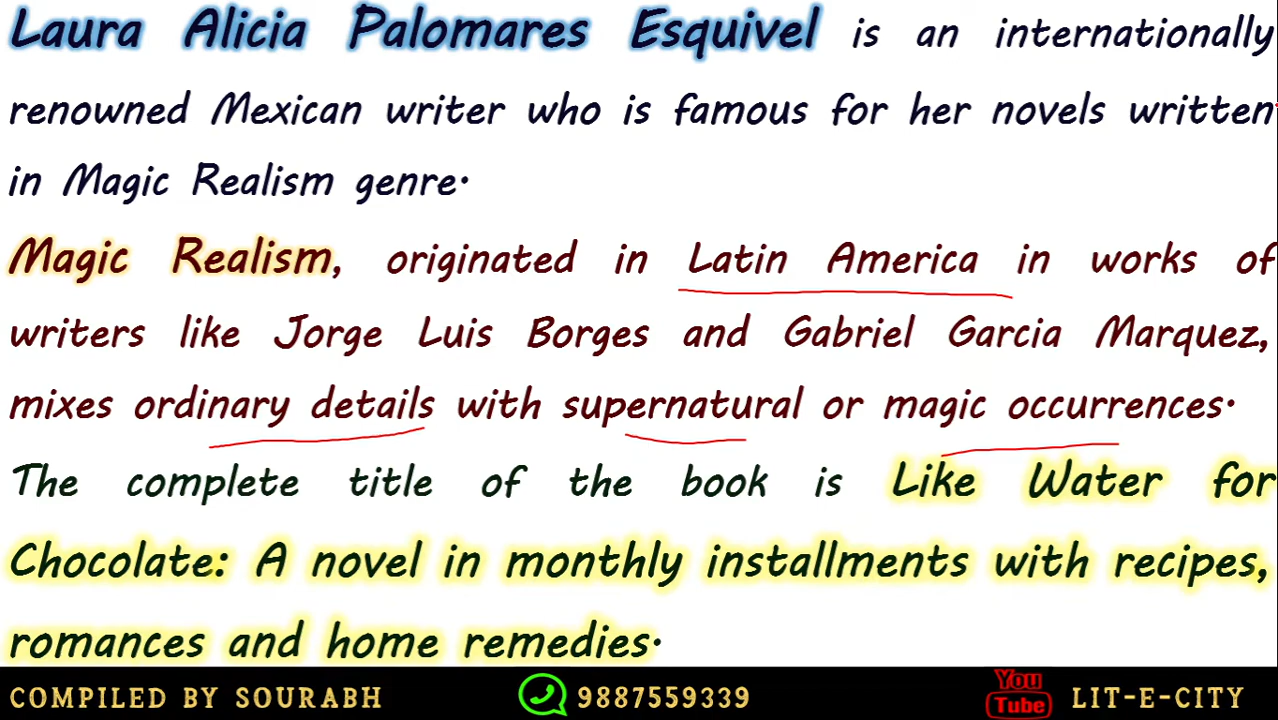 Laura Alicia Palomares Esquivel is an internationally
renowned Mexican writer who is famous for her novels written
in Magic Realism genre.
Magic Realism, originated in Latin America in works of
writers like Jorge Luis Borges and Gabriel Garcia Marquez,
mixes ordinary details with supernatural or magic occurrences.
The complete title of the book is Like Water for
Chocolate: A novel in monthly installments with recipes,
romances and home remedies.
COMPILED BY SOURABH 9887559339 You Tube LIT-E-CITY